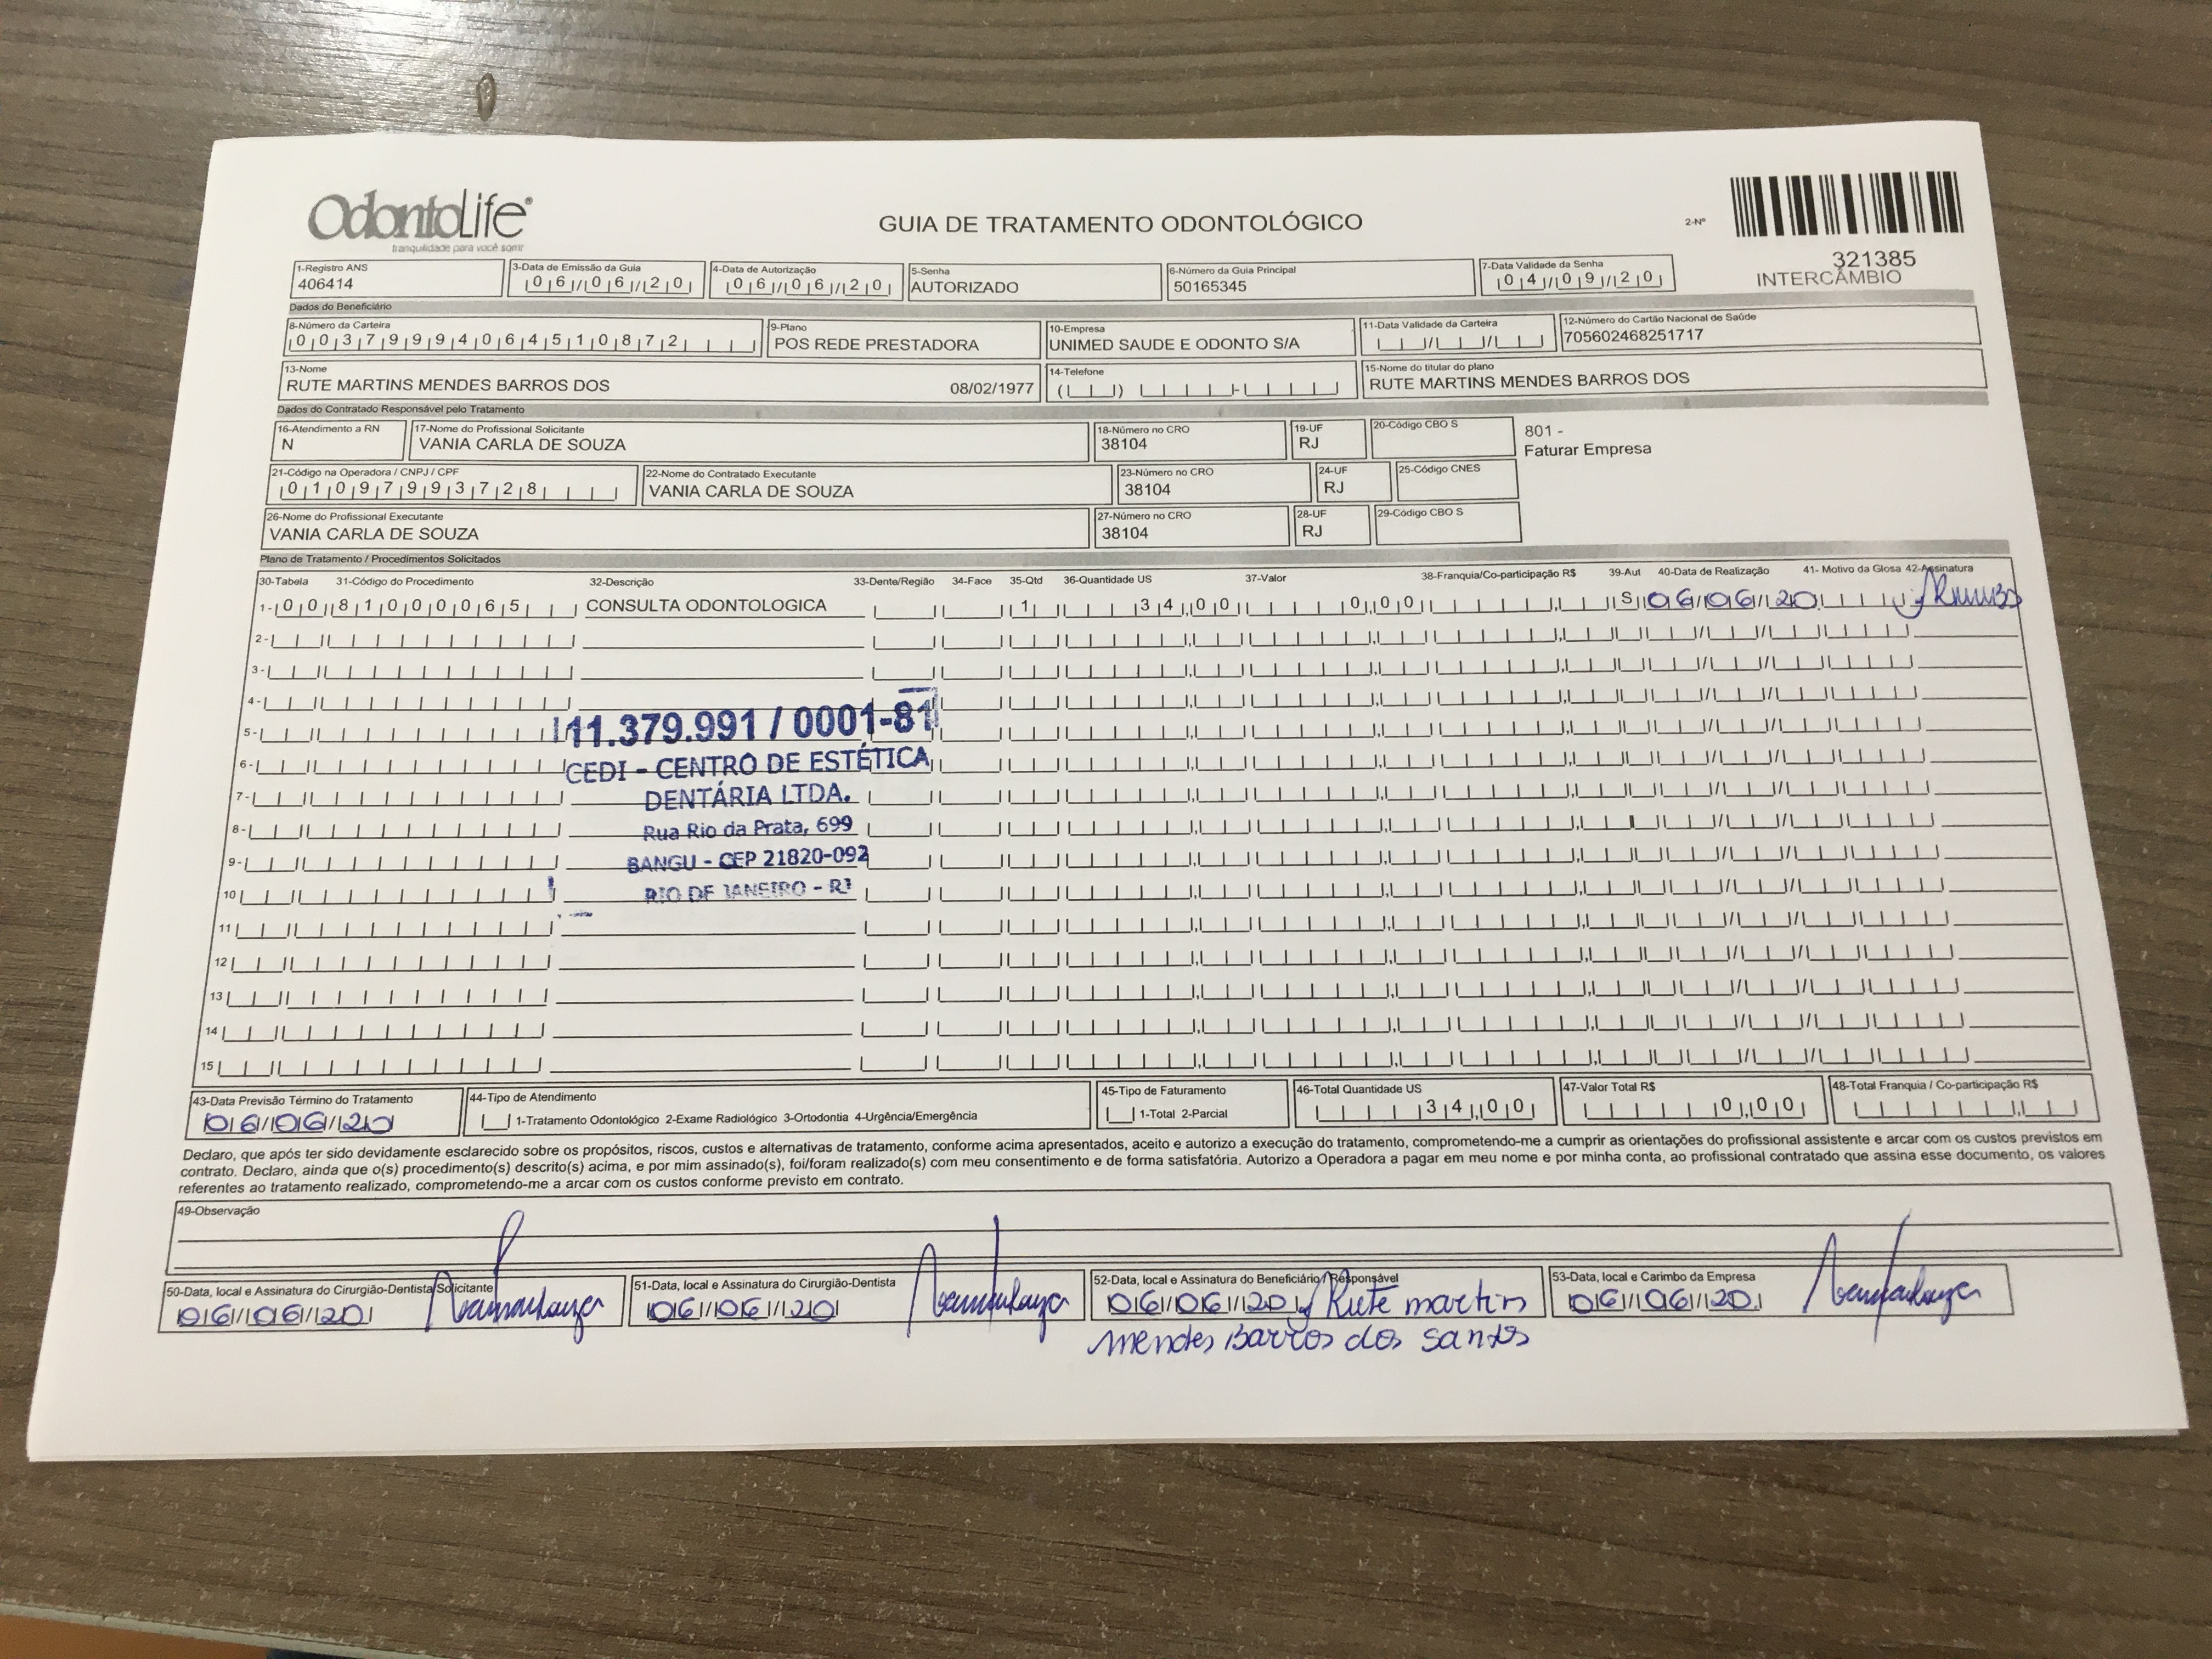 OdontoLife®
tranquilidade para você sorrir
GUIA DE TRATAMENTO ODONTOLÓGICO
2-Nº
321385
INTERCÂMBIO
1-Registro ANS
406414
3-Data de Emissão da Guia
06/06/20
4-Data de Autorização
06/06/20
5-Senha
AUTORIZADO
6-Número da Guia Principal
50165345
7-Data Validade da Senha
04/09/20
Dados do Beneficiário
8-Número da Carteira
00379994064510872
9-Plano
POS REDE PRESTADORA
10-Empresa
UNIMED SAUDE E ODONTO S/A
11-Data Validade da Carteira
12-Número do Cartão Nacional de Saúde
705602468251717
13-Nome
RUTE MARTINS MENDES BARROS DOS 08/02/1977
14-Telefone
15-Nome do titular do plano
RUTE MARTINS MENDES BARROS DOS
Dados do Contratado Responsável pelo Tratamento
16-Atendimento a RN
N
17-Nome do Profissional Solicitante
VANIA CARLA DE SOUZA
18-Número no CRO
38104
19-UF
RJ
20-Código CBO S
801 -
Faturar Empresa
21-Código na Operadora / CNPJ / CPF
01097993728
22-Nome do Contratado Executante
VANIA CARLA DE SOUZA
23-Número no CRO
38104
24-UF
RJ
25-Código CNES
26-Nome do Profissional Executante
VANIA CARLA DE SOUZA
27-Número no CRO
38104
28-UF
RJ
29-Código CBO S
Plano de Tratamento / Procedimentos Solicitados
30-Tabela 31-Código do Procedimento 32-Descrição 33-Dente/Região 34-Face 35-Qtd 36-Quantidade US 37-Valor 38-Franquia/Co-participação R$ 39-Aut 40-Data de Realização 41- Motivo da Glosa 42-Assinatura
1- 00 81000065 CONSULTA ODONTOLOGICA 1 34,00 0,00 S 06/06/20
2-
3-
4-
5-
6-
7-
8-
9-
10
11
12
13
14
15
11.379.991 / 0001-81
CEDI - CENTRO DE ESTÉTICA
DENTÁRIA LTDA.
Rua Rio da Prata, 699
BANGU - CEP 21820-092
RIO DE JANEIRO - RJ
43-Data Previsão Término do Tratamento
06/06/20
44-Tipo de Atendimento
1-Tratamento Odontológico 2-Exame Radiológico 3-Ortodontia 4-Urgência/Emergência
45-Tipo de Faturamento
1-Total 2-Parcial
46-Total Quantidade US
34,00
47-Valor Total R$
0,00
48-Total Franquia / Co-participação R$
Declaro, que após ter sido devidamente esclarecido sobre os propósitos, riscos, custos e alternativas de tratamento, conforme acima apresentados, aceito e autorizo a execução do tratamento, comprometendo-me a cumprir as orientações do profissional assistente e arcar com os custos previstos em
contrato. Declaro, ainda que o(s) procedimento(s) descrito(s) acima, e por mim assinado(s), foi/foram realizado(s) com meu consentimento e de forma satisfatória. Autorizo a Operadora a pagar em meu nome e por minha conta, ao profissional contratado que assina esse documento, os valores
referentes ao tratamento realizado, comprometendo-me a arcar com os custos conforme previsto em contrato.
49-Observação
50-Data, local e Assinatura do Cirurgião-Dentista Solicitante
06/06/20
51-Data, local e Assinatura do Cirurgião-Dentista
06/06/20
52-Data, local e Assinatura do Beneficiário / Responsável
06/06/20 Rute martins
mendes Barros dos santos
53-Data, local e Carimbo da Empresa
06/06/20